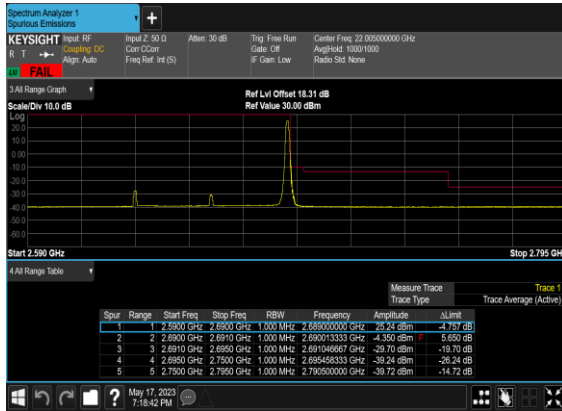 Spectrum Analyzer 1
Spurious Emissions
KEYSIGHT Input: RF Input Z: 50 Ω Atten: 30 dB Trig: Free Run Center Freq: 22.005000000 GHz
R T Coupling: DC Corr CCorr Gate: Off Avg|Hold: 1000/1000
Align: Auto Freq Ref: Int (S) IF Gain: Low Radio Std: None
LV FAIL
3 All Range Graph
Ref Lvl Offset 18.31 dB
Scale/Div 10.0 dB Ref Value 30.00 dBm
Log
20.0
10.0
0.00
-10.0
-20.0
-30.0
-40.0
-50.0
-60.0
Start 2.590 GHz Stop 2.795 GH
4 All Range Table
Measure Trace Trace 1
Trace Type Trace Average (Active)
Spur Range Start Freq Stop Freq RBW Frequency Amplitude ΔLimit
1 1 2.5900 GHz 2.6900 GHz 1.000 MHz 2.689000000 GHz 25.24 dBm -4.757 dB
2 2 2.6900 GHz 2.6910 GHz 1.000 MHz 2.690013333 GHz -4.350 dBm F 5.650 dB
3 3 2.6910 GHz 2.6950 GHz 1.000 MHz 2.691046667 GHz -29.70 dBm -19.70 dB
4 4 2.6950 GHz 2.7500 GHz 1.000 MHz 2.695458333 GHz -39.24 dBm -26.24 dB
5 5 2.7500 GHz 2.7950 GHz 1.000 MHz 2.790500000 GHz -39.72 dBm -14.72 dB
May 17, 2023
7:18:42 PM